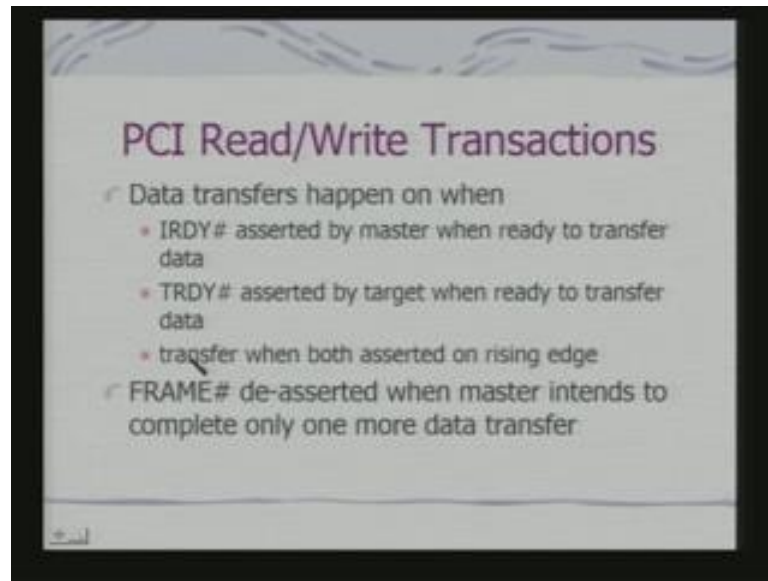 PCI Read/Write Transactions
Data transfers happen on when
IRDY# asserted by master when ready to transfer
data
TRDY# asserted by target when ready to transfer
data
transfer when both asserted on rising edge
FRAME# de-asserted when master intends to
complete only one more data transfer